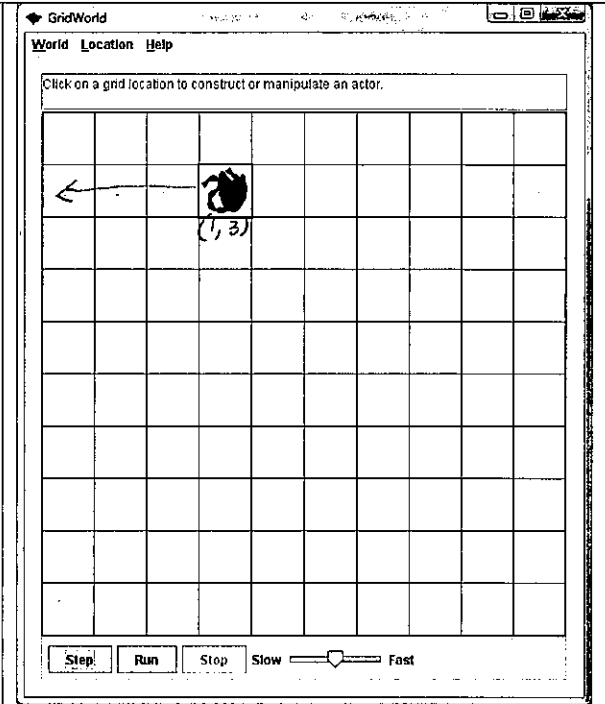 GridWorld
World Location Help
Click on a grid location to construct or manipulate an actor.
(1, 3)
Step Run Stop Slow Fast